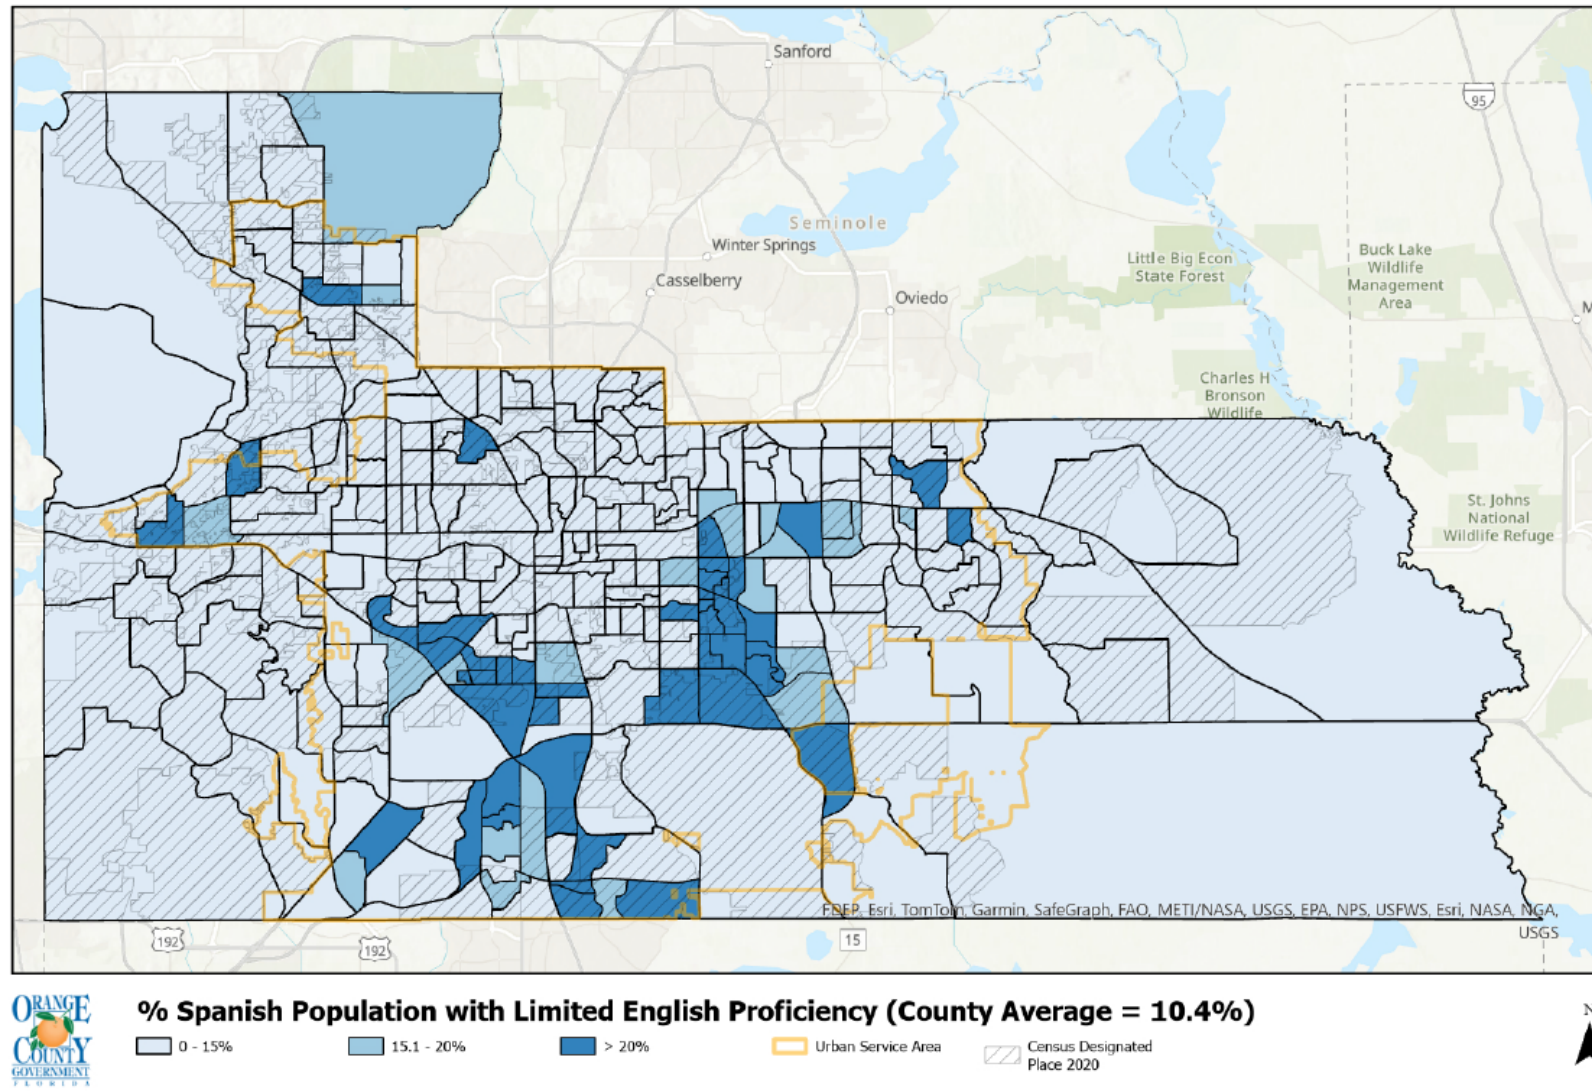 Sanford
95
Seminole
Winter Springs
Little Big Econ
State Forest
Buck Lake
Wildlife
Management
Area
Casselberry
Oviedo
M
Charles H
Bronson
Wildlife
St. Johns
National
Wildlife Refuge
FDEP, Esri, TomTom, Garmin, SafeGraph, FAO, METI/NASA, USGS, EPA, NPS, USFWS, Esri, NASA, NGA,
USGS
192
192
15
ORANGE
COUNTY
GOVERNMENT
FLORIDA
% Spanish Population with Limited English Proficiency (County Average = 10.4%)
0 - 15%
15.1 - 20%
> 20%
Urban Service Area
Census Designated
Place 2020
N